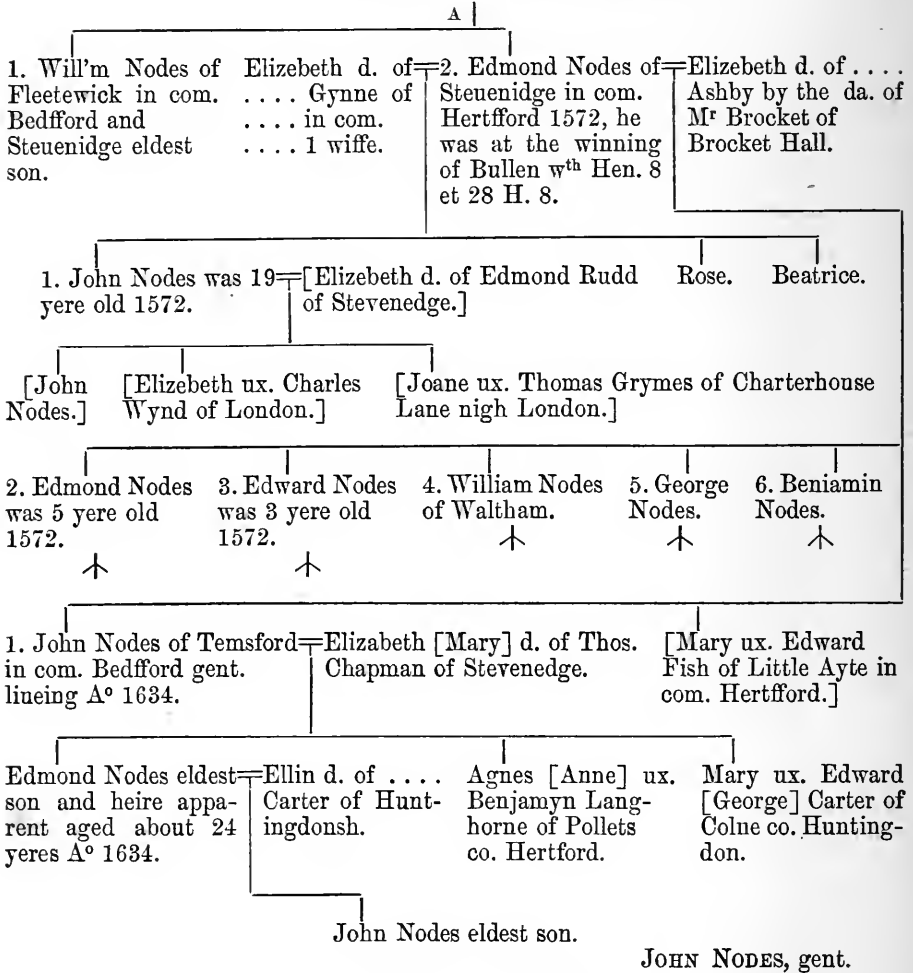 A
1. Will'm Nodes of
Fleetewick in com.
Bedfford and
Steuenidge eldest
son.
Elizebeth d. of
. . . . Gynne of
. . . . in com.
. . . . 1 wiffe.
2. Edmond Nodes of
Steuenidge in com.
Hertfford 1572, he
was at the winning
of Bullen wth Hen. 8
et 28 H. 8.
Elizebeth d. of . . . .
Ashby by the da. of
Mr Brocket of
Brocket Hall.
1. John Nodes was 19
yere old 1572.
[Elizebeth d. of Edmond Rudd
of Stevenedge.]
Rose.
Beatrice.
[John
Nodes.]
[Elizebeth ux. Charles
Wynd of London.]
[Joane ux. Thomas Grymes of Charterhouse
Lane nigh London.]
2. Edmond Nodes
was 5 yere old
1572.
3. Edward Nodes
was 3 yere old
1572.
4. William Nodes
of Waltham.
5. George
Nodes.
6. Beniamin
Nodes.
1. John Nodes of Temsford
in com. Bedfford gent.
liueing Ao 1634.
Elizabeth [Mary] d. of Thos.
Chapman of Stevenedge.
[Mary ux. Edward
Fish of Little Ayte in
com. Hertfford.]
Edmond Nodes eldest
son and heire appa-
rent aged about 24
yeres Ao 1634.
Ellin d. of . . . .
Carter of Hunt-
ingdonsh.
Agnes [Anne] ux.
Benjamyn Lang-
horne of Pollets
co. Hertford.
Mary ux. Edward
[George] Carter of
Colne co. Hunting-
don.
John Nodes eldest son.
JOHN NODES, gent.